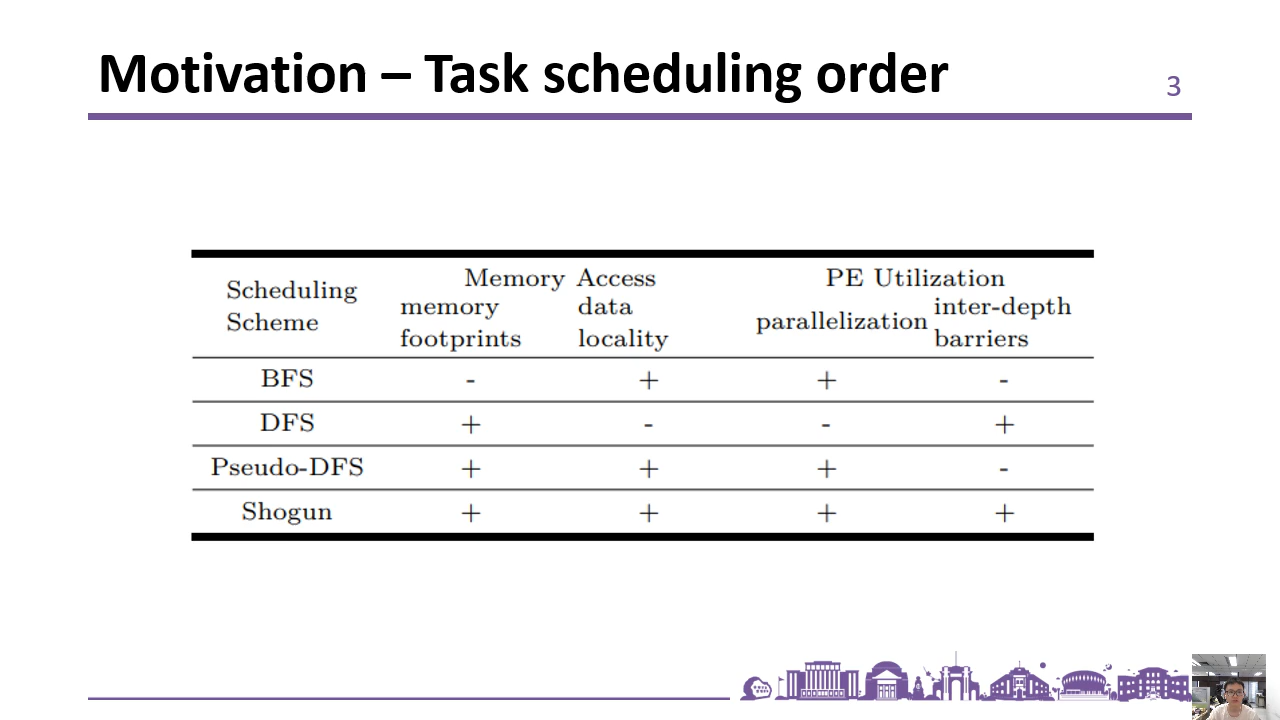 Motivation – Task scheduling order
3
Scheduling Scheme Memory Access PE Utilization
memory footprints data locality parallelization inter-depth barriers
BFS - + + -
DFS + - - +
Pseudo-DFS + + + -
Shogun + + + +